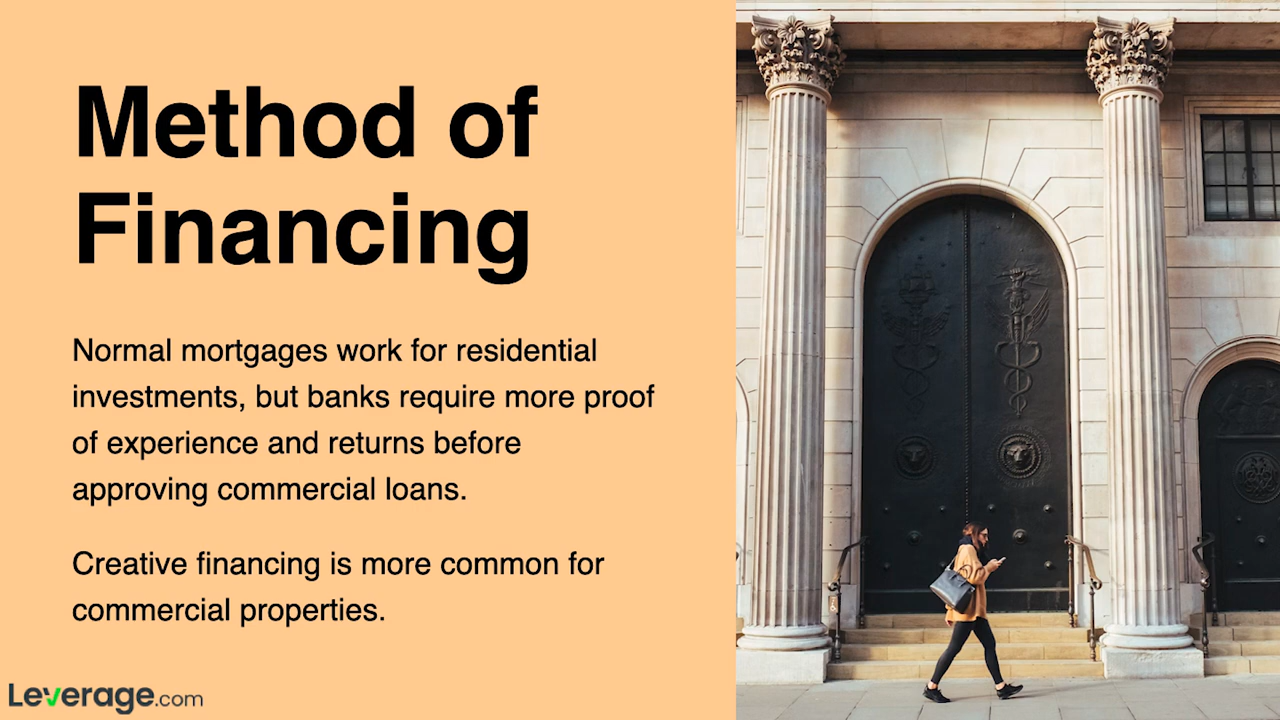 Method of
Financing
Normal mortgages work for residential
investments, but banks require more proof
of experience and returns before
approving commercial loans.
Creative financing is more common for
commercial properties.
Leverage.com